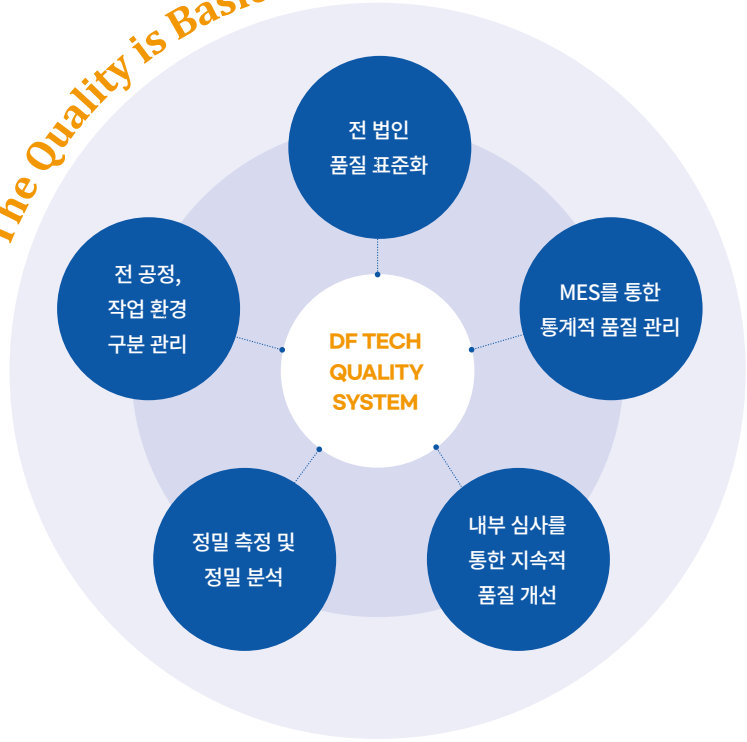 The Quality is Basic
전 법인
품질 표준화
전 공정,
작업 환경
구분 관리
MES를 통한
통계적 품질 관리
DF TECH
QUALITY
SYSTEM
정밀 측정 및
정밀 분석
내부 심사를
통한 지속적
품질 개선